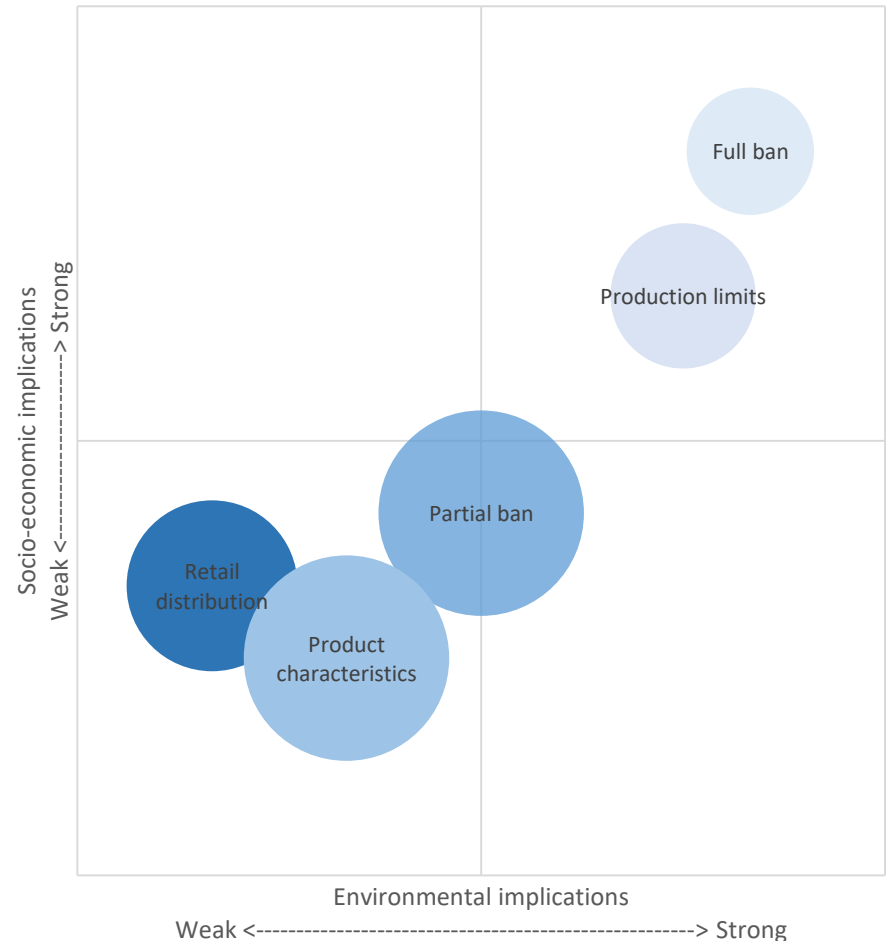 Full ban
Production limits
Partial ban
Retail
distribution
Product
characteristics
Socio-economic implications
Weak <----------------------> Strong
Environmental implications
Weak <-------------------------------------------------------> Strong